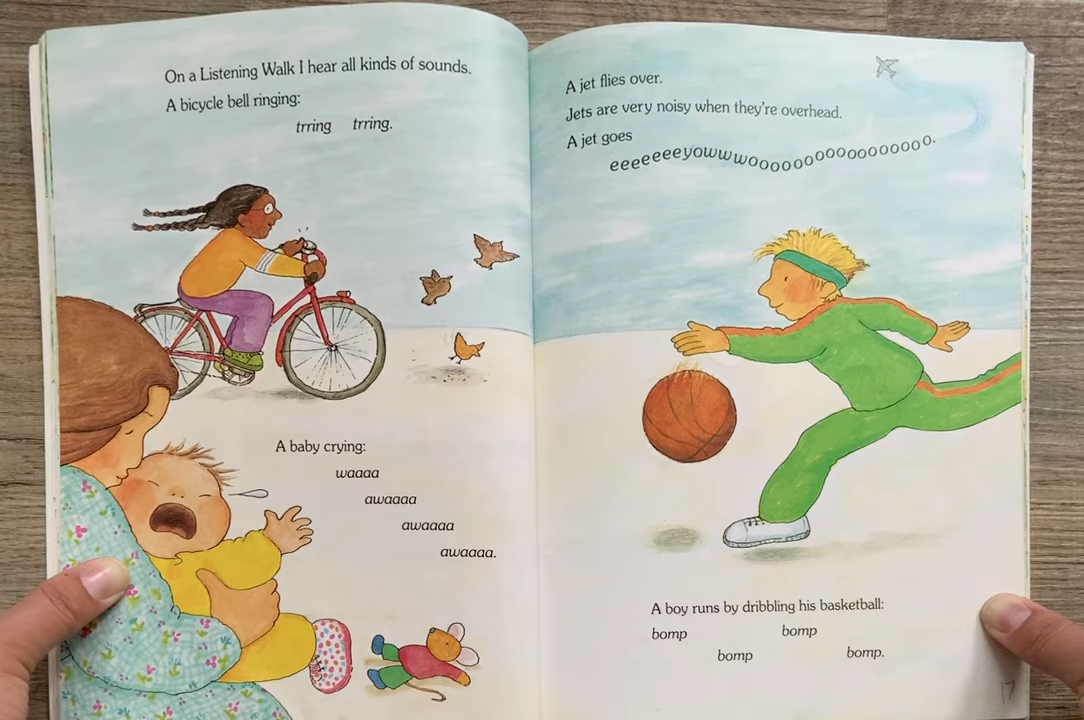 On a Listening Walk I hear all kinds of sounds.
A bicycle bell ringing:
trring trring.
A baby crying:
waaaa
awaaaa
awaaaa
awaaaa.
A jet flies over.
Jets are very noisy when they're overhead.
A jet goes
eeeeeeeyowwwoooooooooooooooo.
A boy runs by dribbling his basketball:
bomp bomp
bomp bomp.
17